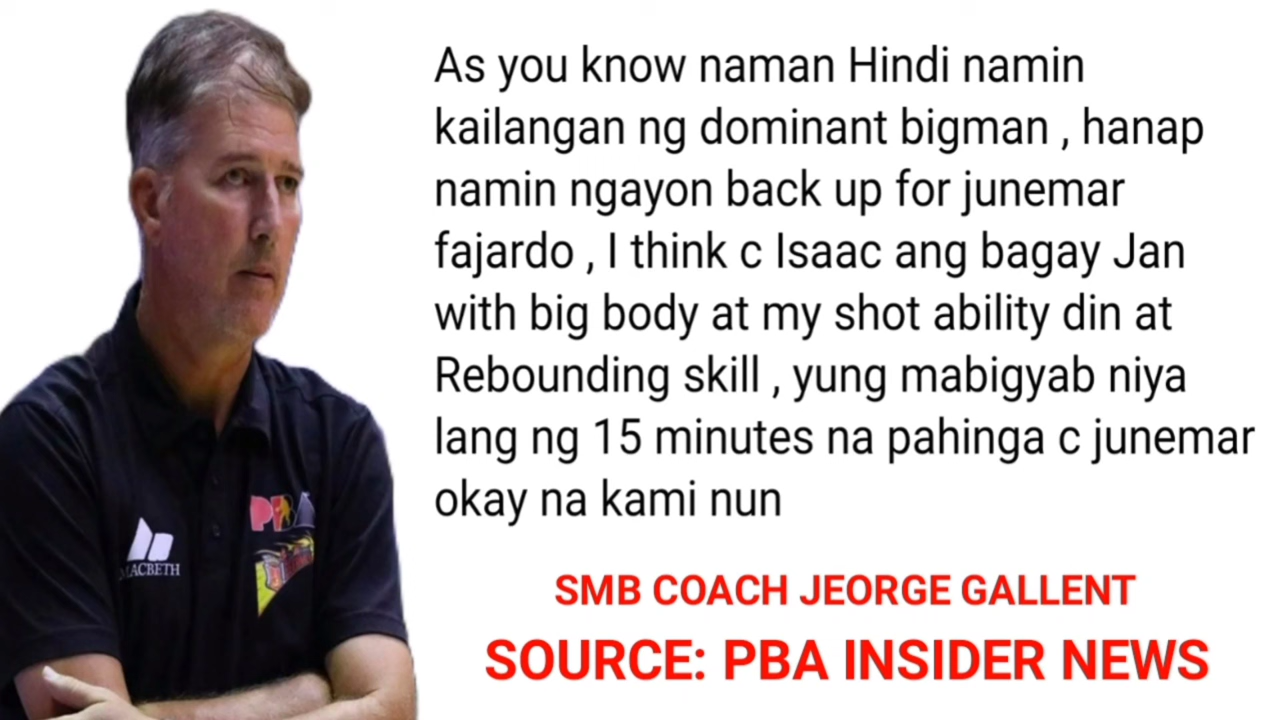 As you know naman Hindi namin
kailangan ng dominant bigman , hanap
namin ngayon back up for junemar
fajardo , I think c Isaac ang bagay Jan
with big body at my shot ability din at
Rebounding skill , yung mabigyab niya
lang ng 15 minutes na pahinga c junemar
okay na kami nun
SMB COACH JEORGE GALLENT
SOURCE: PBA INSIDER NEWS
PBA
MACBETH